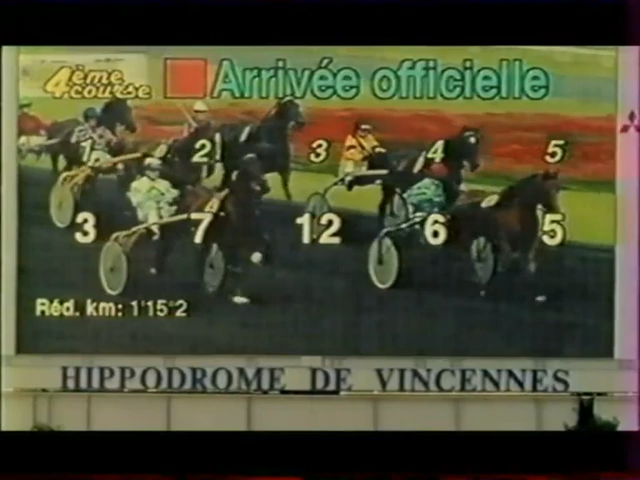 4ème course
Arrivée officielle
1 2 3 4 5
3 7 12 6 5
Réd. km: 1'15"2
HIPPODROME DE VINCENNES